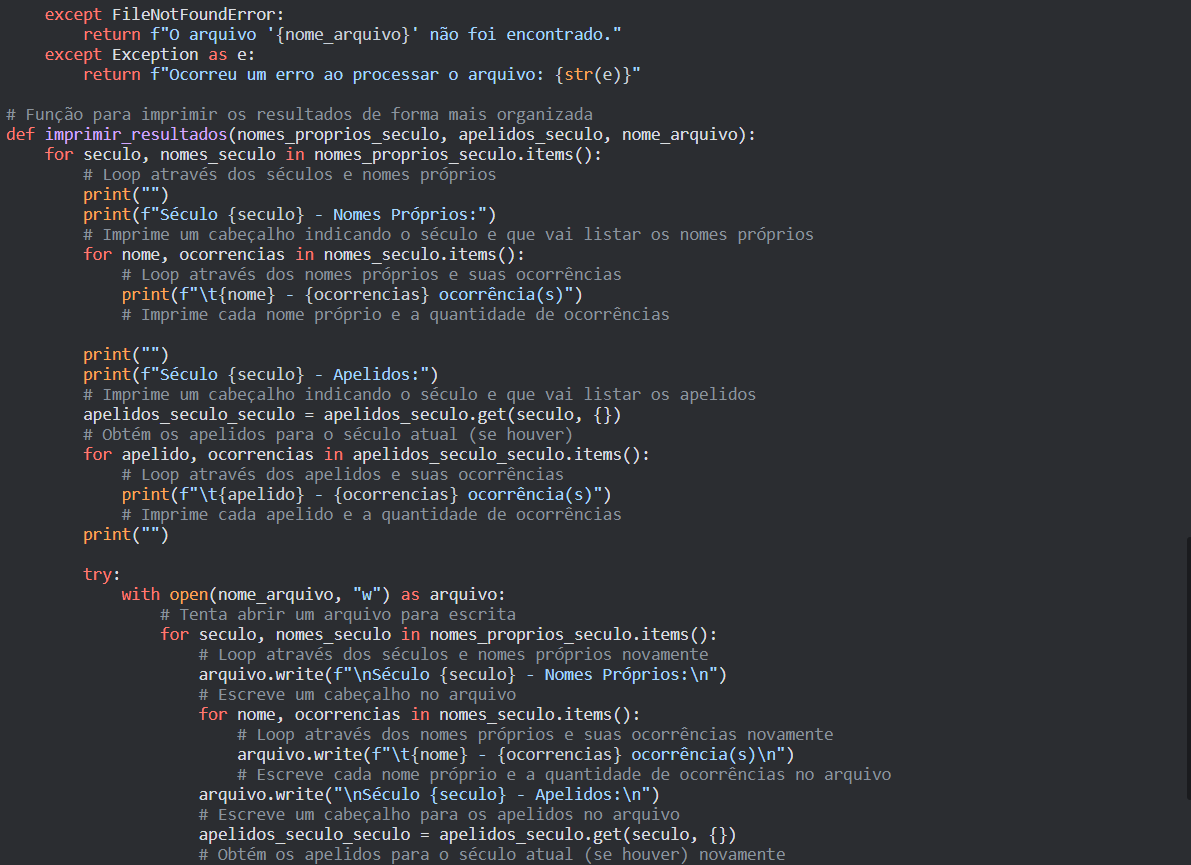 except FileNotFoundError:
        return f"O arquivo '{nome_arquivo}' não foi encontrado."
    except Exception as e:
        return f"Ocorreu um erro ao processar o arquivo: {str(e)}"

# Função para imprimir os resultados de forma mais organizada
def imprimir_resultados(nomes_proprios_seculo, apelidos_seculo, nome_arquivo):
    for seculo, nomes_seculo in nomes_proprios_seculo.items():
        # Loop através dos séculos e nomes próprios
        print("")
        print(f"Século {seculo} - Nomes Próprios:")
        # Imprime um cabeçalho indicando o século e que vai listar os nomes próprios
        for nome, ocorrencias in nomes_seculo.items():
            # Loop através dos nomes próprios e suas ocorrências
            print(f"\t{nome} - {ocorrencias} ocorrência(s)")
            # Imprime cada nome próprio e a quantidade de ocorrências

        print("")
        print(f"Século {seculo} - Apelidos:")
        # Imprime um cabeçalho indicando o século e que vai listar os apelidos
        apelidos_seculo_seculo = apelidos_seculo.get(seculo, {})
        # Obtém os apelidos para o século atual (se houver)
        for apelido, ocorrencias in apelidos_seculo_seculo.items():
            # Loop através dos apelidos e suas ocorrências
            print(f"\t{apelido} - {ocorrencias} ocorrência(s)")
            # Imprime cada apelido e a quantidade de ocorrências
        print("")

        try:
            with open(nome_arquivo, "w") as arquivo:
                # Tenta abrir um arquivo para escrita
                for seculo, nomes_seculo in nomes_proprios_seculo.items():
                    # Loop através dos séculos e nomes próprios novamente
                    arquivo.write(f"\nSéculo {seculo} - Nomes Próprios:\n")
                    # Escreve um cabeçalho no arquivo
                    for nome, ocorrencias in nomes_seculo.items():
                        # Loop através dos nomes próprios e suas ocorrências novamente
                        arquivo.write(f"\t{nome} - {ocorrencias} ocorrência(s)\n")
                        # Escreve cada nome próprio e a quantidade de ocorrências no arquivo
                    arquivo.write("\nSéculo {seculo} - Apelidos:\n")
                    # Escreve um cabeçalho para os apelidos no arquivo
                    apelidos_seculo_seculo = apelidos_seculo.get(seculo, {})
                    # Obtém os apelidos para o século atual (se houver) novamente